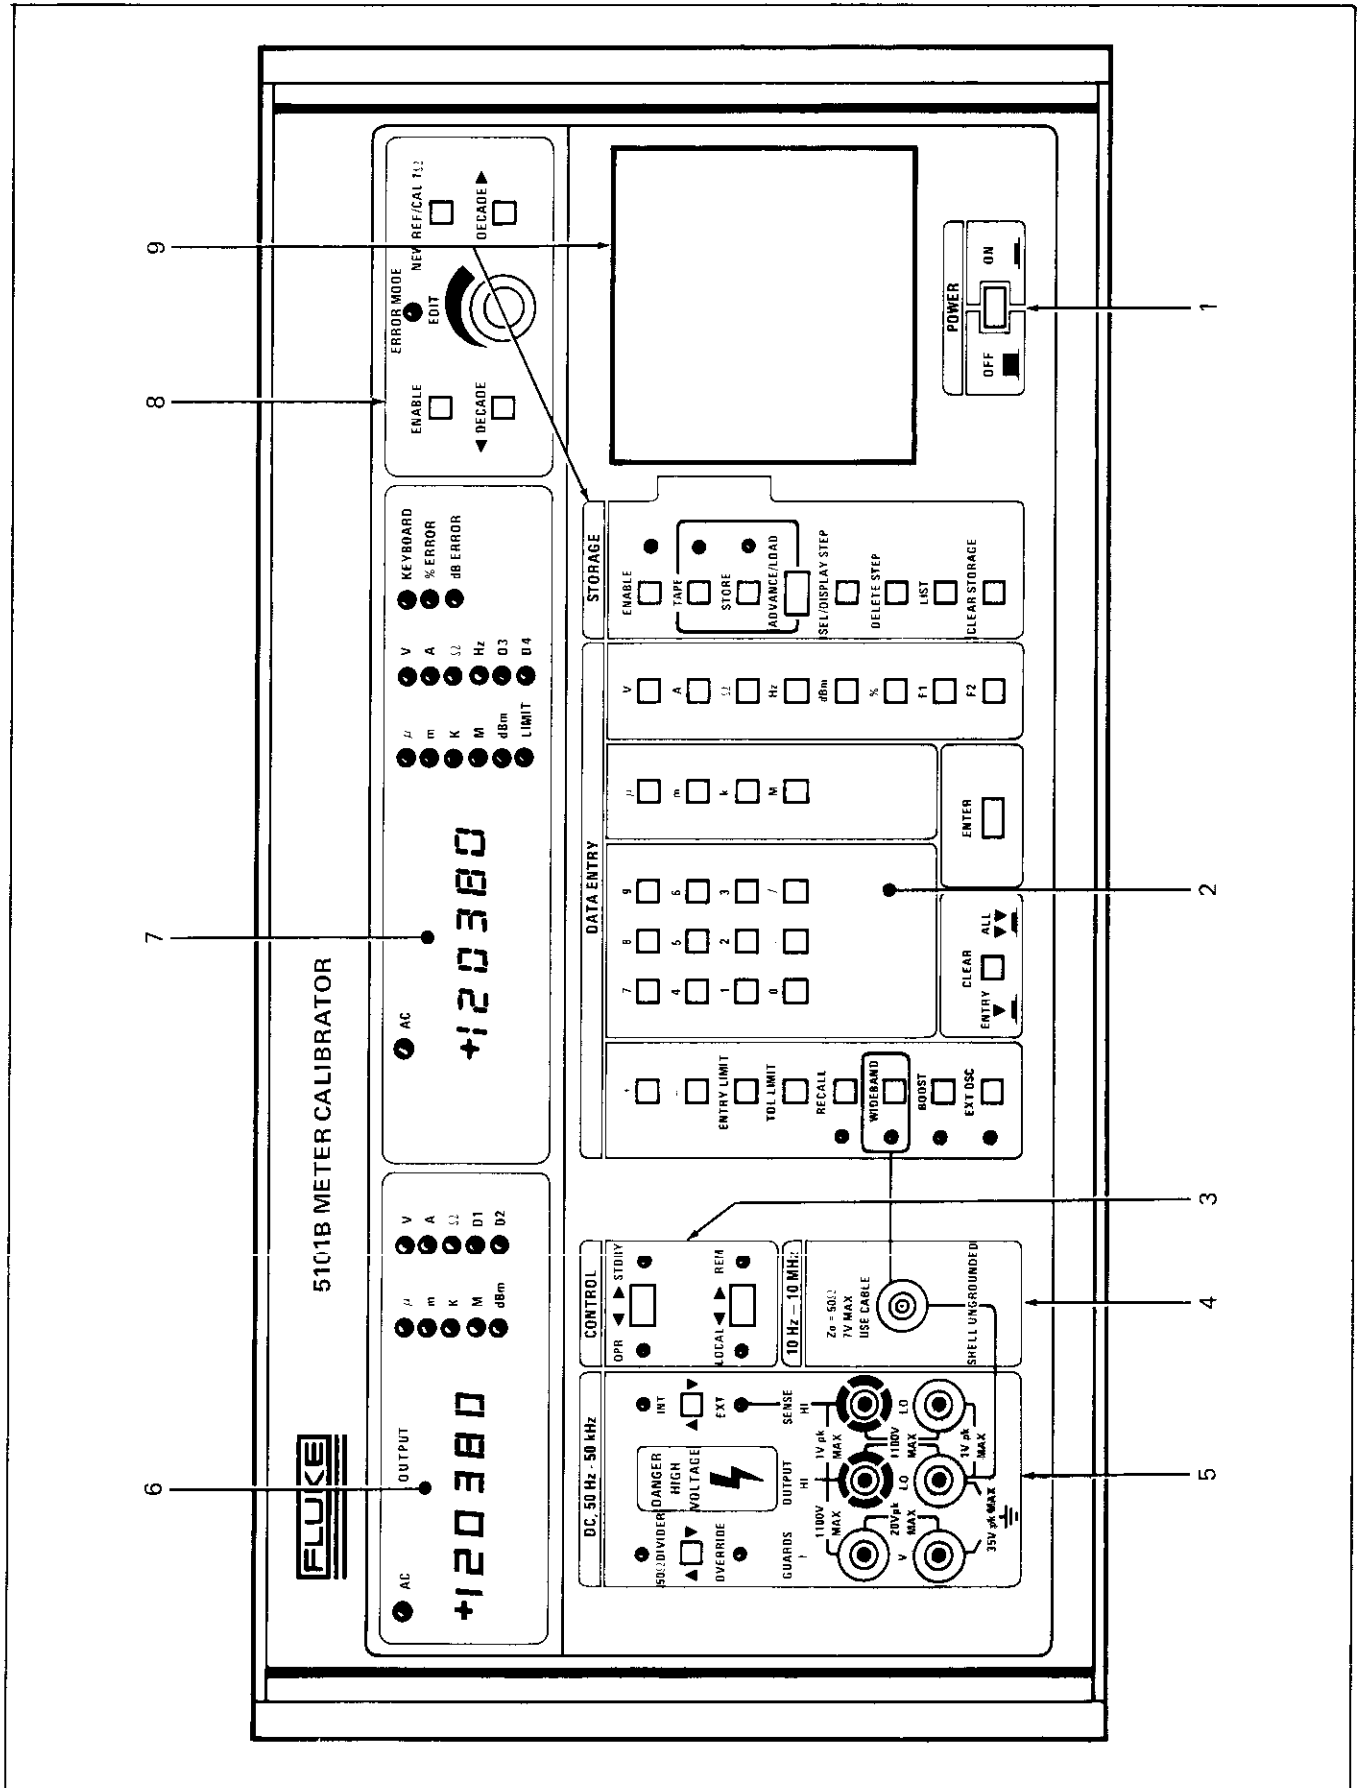 6
7
8
9
FLUKE
5101B METER CALIBRATOR
AC
OUTPUT
+120380
μ
m
K
M
dBm
V
A
Ω
D1
D2
AC
+120380
μ
m
K
M
dBm
LIMIT
V
A
Ω
Hz
D3
D4
KEYBOARD
% ERROR
dB ERROR
ERROR MODE
ENABLE
EDIT
NEW REF/CAL 1Ω
◀ DECADE
DECADE ▶
DC, 50 Hz - 50 kHz
50Ω DIVIDER
▲ ▼
OVERRIDE
DANGER
HIGH
VOLTAGE
INT
▲ ▼
EXT
GUARDS
I
OUTPUT
HI
SENSE
HI
1100V
MAX
1V pk
MAX
20V pk
MAX
1100V
MAX
V
LO
LO
35V pk MAX
1V pk
MAX
CONTROL
OPR ◀ ▶ STDBY
LOCAL ◀ ▶ REM
10 Hz – 10 MHz
Zo = 50Ω
7V MAX
USE CABLE
SHELL UNGROUNDED
DATA ENTRY
+
-
ENTRY LIMIT
TOL LIMIT
RECALL
WIDEBAND
BOOST
EXT OSC
7 8 9
4 5 6
1 2 3
0 . /
ENTRY CLEAR ALL
▼ ▼▼
μ
m
k
M
ENTER
V
A
Ω
Hz
dBm
%
F1
F2
STORAGE
ENABLE
TAPE
STORE
ADVANCE/LOAD
SEL/DISPLAY STEP
DELETE STEP
LIST
CLEAR STORAGE
POWER
OFF
ON
5
4
3
2
1